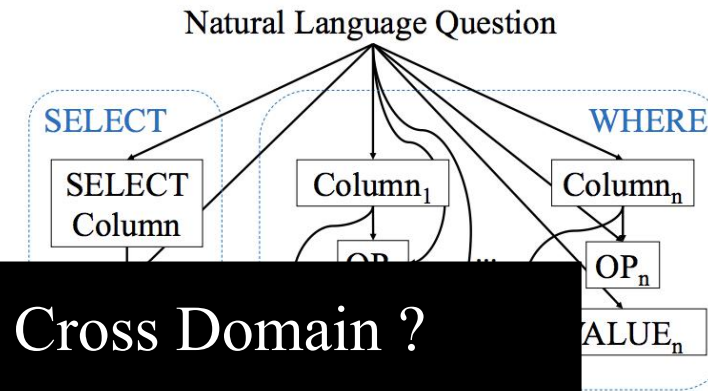 Natural Language Question
SELECT
WHERE
SELECT
Column
Column1
Columnn
OPn
...
Cross Domain ?